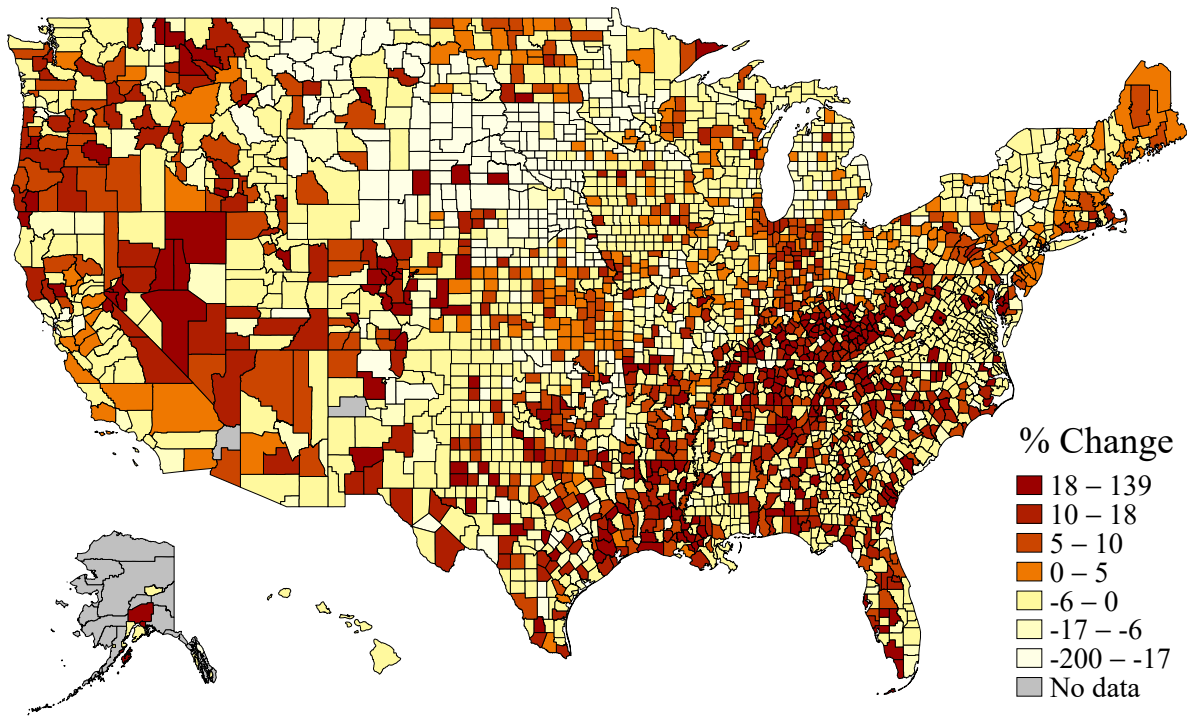 % Change
18 – 139
10 – 18
5 – 10
0 – 5
-6 – 0
-17 – -6
-200 – -17
No data